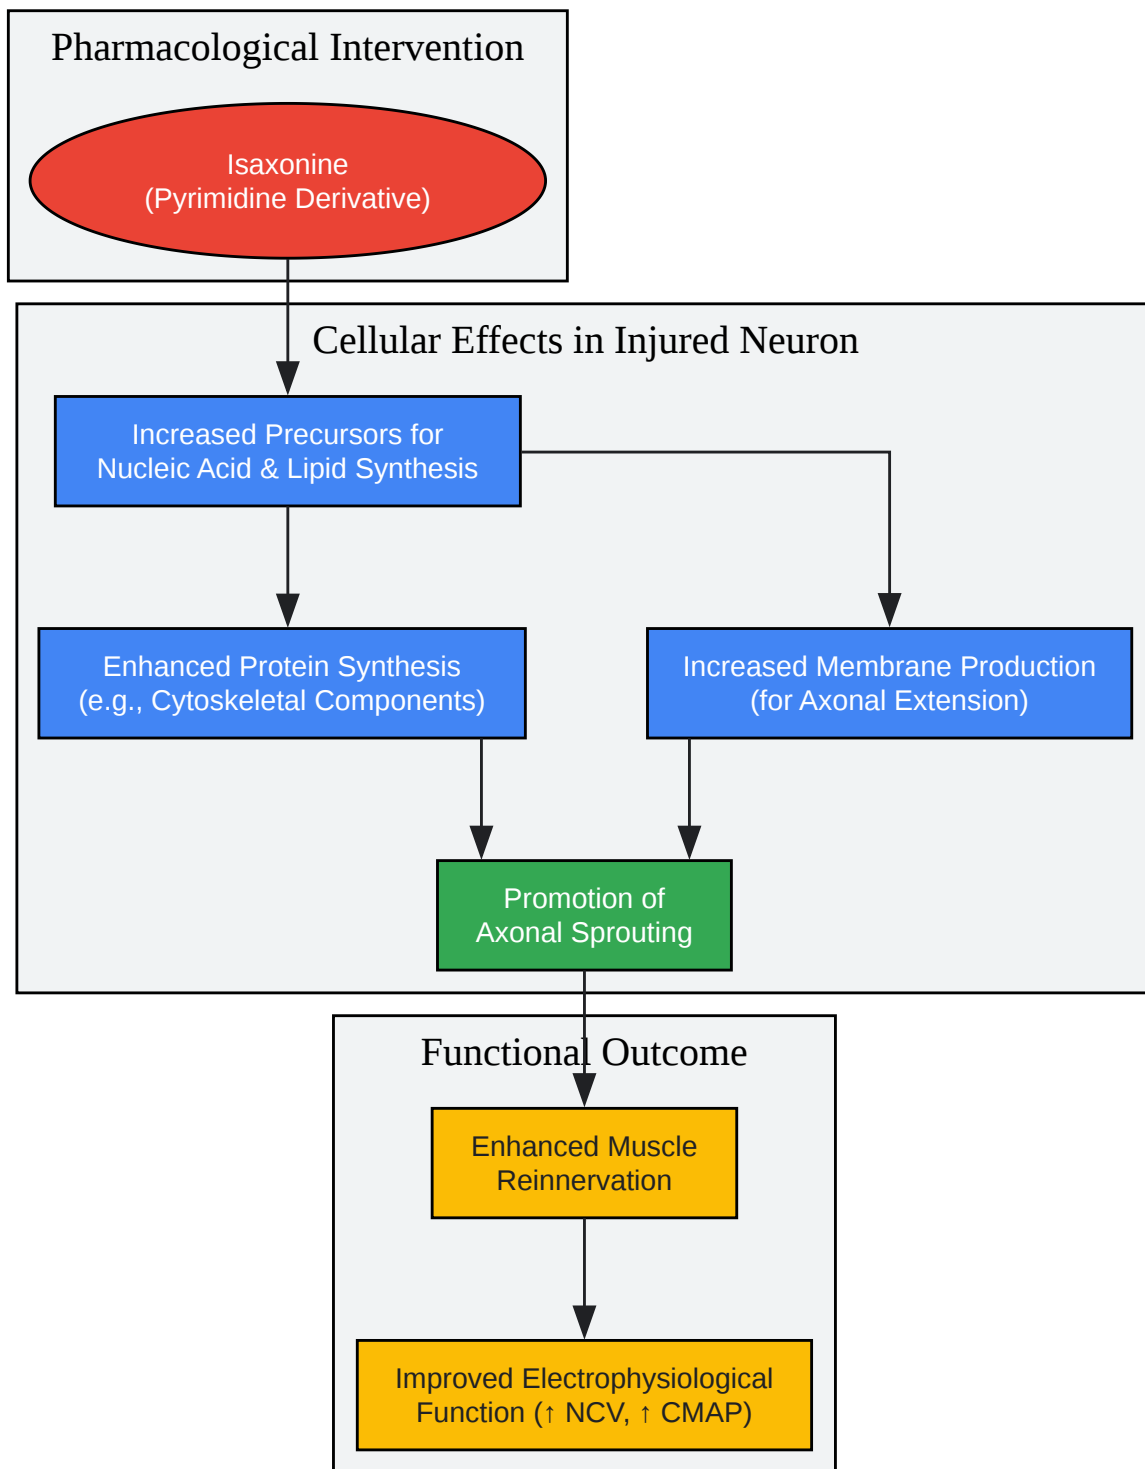 Pharmacological Intervention
Isaxonine
(Pyrimidine Derivative)
Cellular Effects in Injured Neuron
Increased Precursors for
Nucleic Acid & Lipid Synthesis
Enhanced Protein Synthesis
(e.g., Cytoskeletal Components)
Increased Membrane Production
(for Axonal Extension)
Promotion of
Axonal Sprouting
Functional Outcome
Enhanced Muscle
Reinnervation
Improved Electrophysiological
Function (↑ NCV, ↑ CMAP)